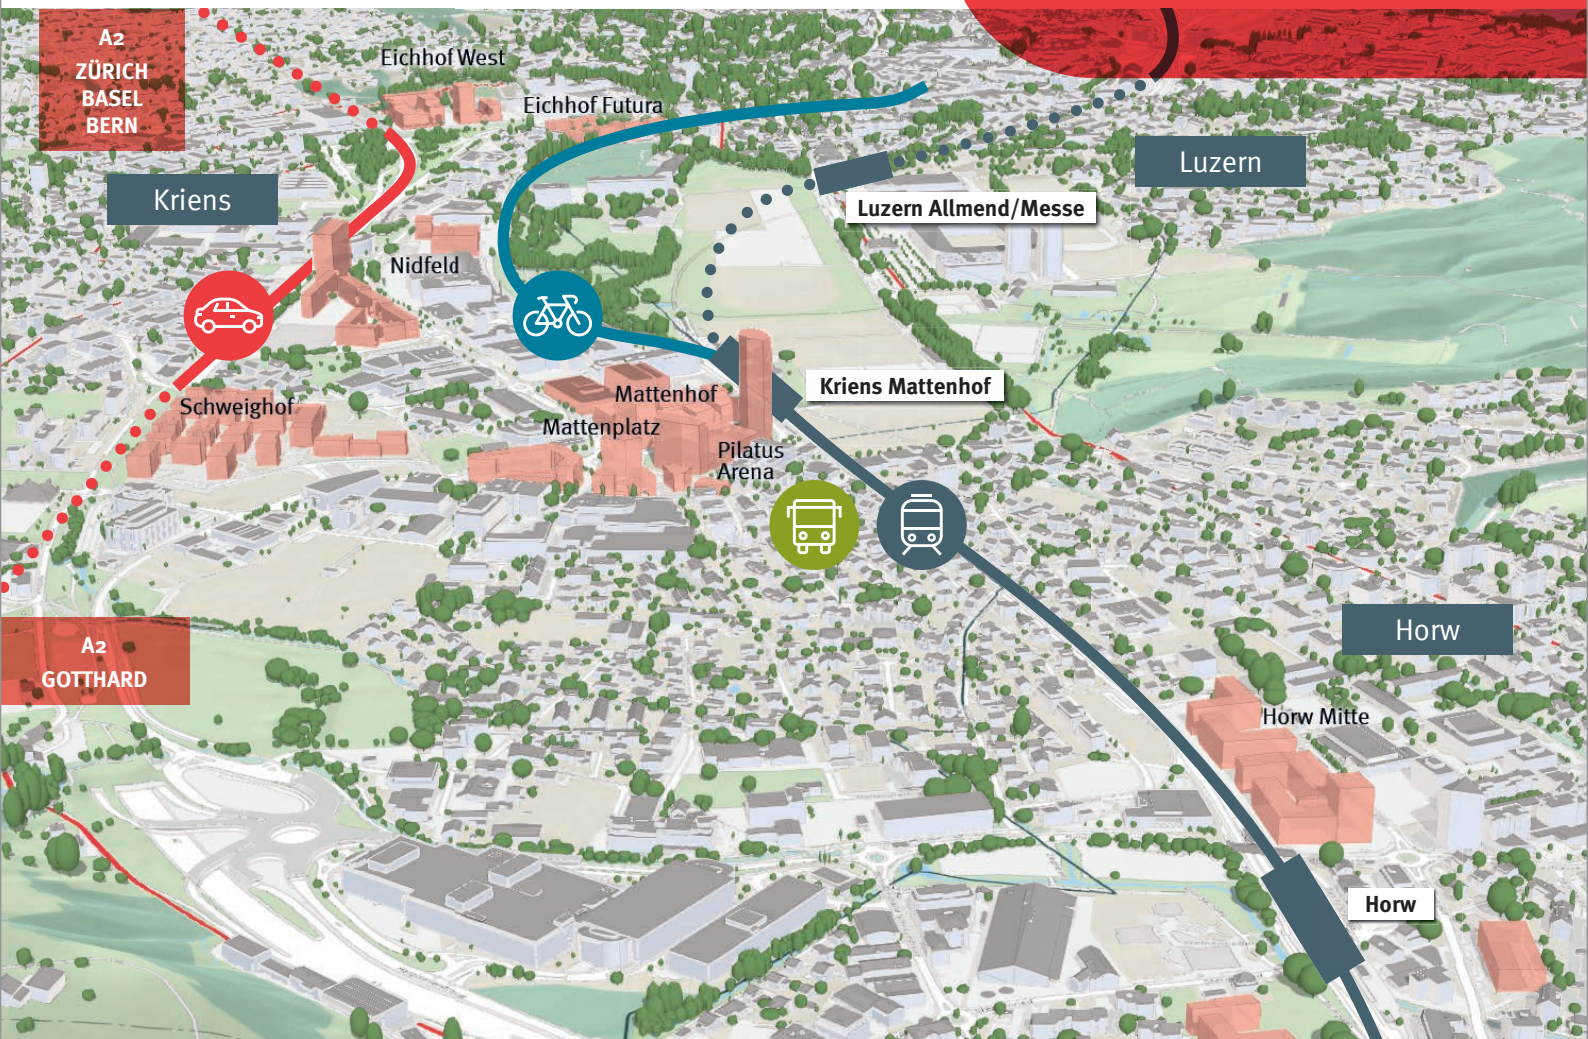 A2
ZÜRICH
BASEL
BERN
Eichhof West
Eichhof Futura
Luzern
Kriens
Luzern Allmend/Messe
Nidfeld
Kriens Mattenhof
Mattenhof
Schweighof
Mattenplatz
Pilatus
Arena
Horw
A2
GOTTHARD
Horw Mitte
Horw